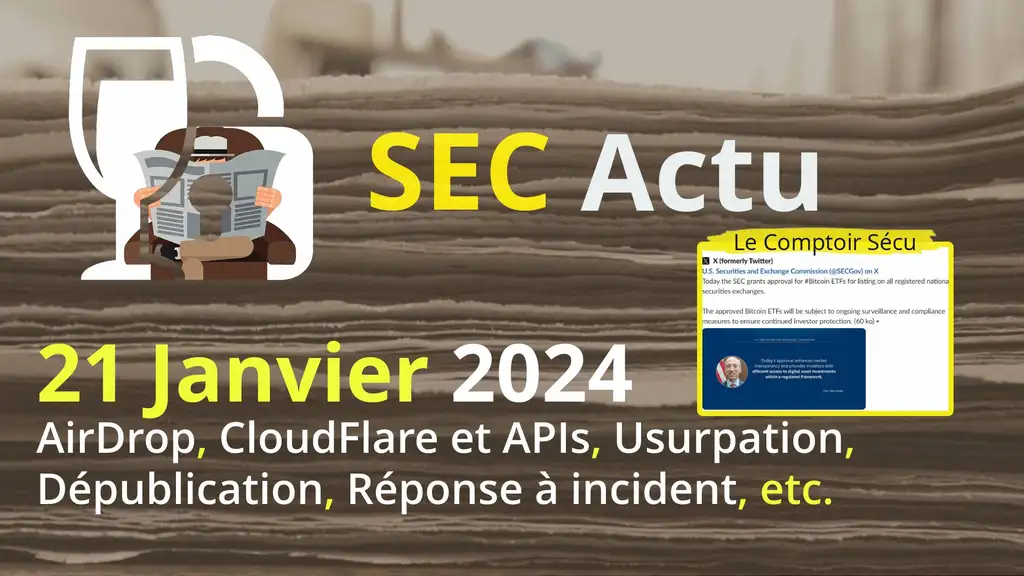 SEC Actu
Le Comptoir Sécu
X (formerly Twitter)
U.S. Securities and Exchange Commission (@SECGov) on X
Today the SEC grants approval for #Bitcoin ETFs for listing on all registered nationa
securities exchanges.
The approved Bitcoin ETFs will be subject to ongoing surveillance and compliance
measures to ensure continued investor protection. (60 ko)
Today's approval enhances market
transparency and provides investors with
efficient access to digital asset investments
within a regulated framework.
21 Janvier 2024
AirDrop, CloudFlare et APIs, Usurpation,
Dépublication, Réponse à incident, etc.